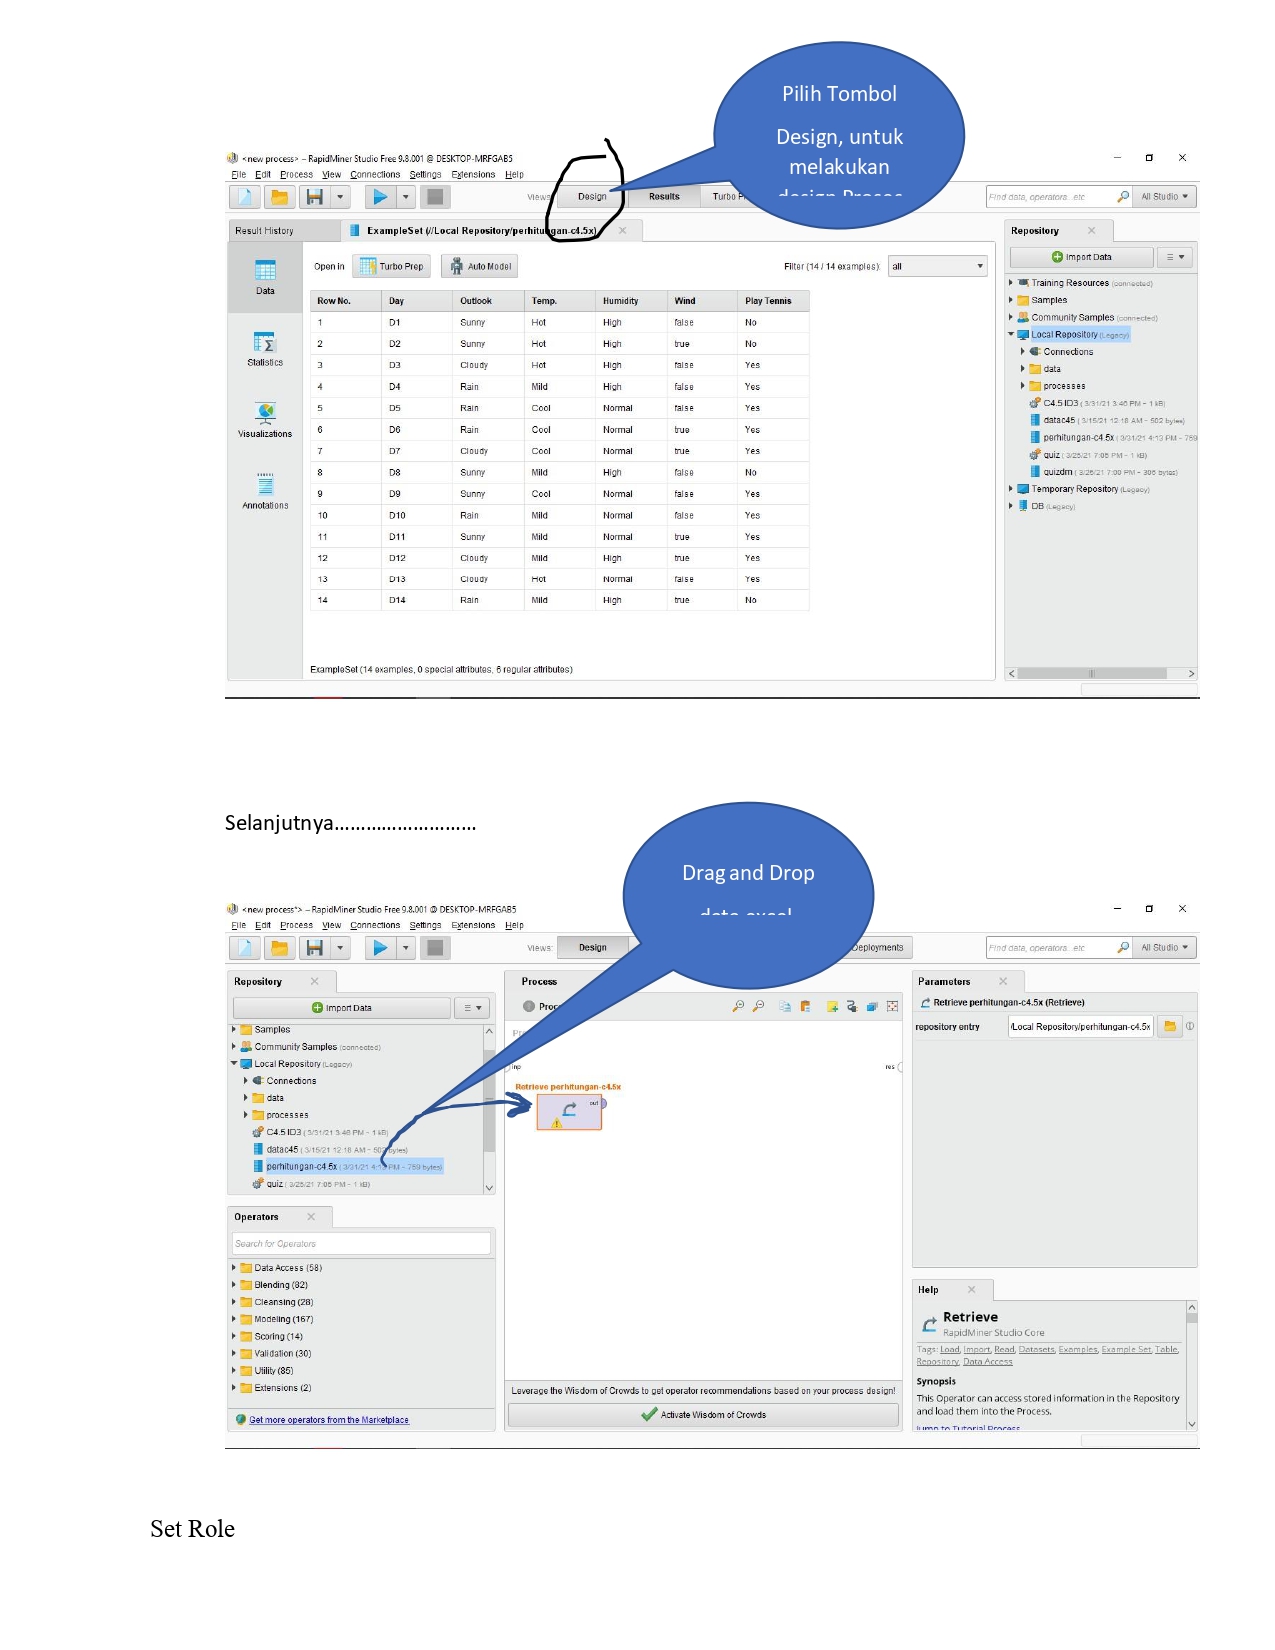 Pilih Tombol
Design, untuk
melakukan
design Proses
<new process> – RapidMiner Studio Free 9.8.001 @ DESKTOP-MRFGAB5
File Edit Process View Connections Settings Extensions Help
Views: Design Results Turbo P
Find data, operators...etc All Studio
Result History ExampleSet (//Local Repository/perhitungan-c4.5x)
Repository
Import Data
Data
Statistics
Visualizations
Annotations
Open in Turbo Prep Auto Model Filter (14 / 14 examples): all
Row No. Day Outlook Temp. Humidity Wind Play Tennis
1 D1 Sunny Hot High false No
2 D2 Sunny Hot High true No
3 D3 Cloudy Hot High false Yes
4 D4 Rain Mild High false Yes
5 D5 Rain Cool Normal false Yes
6 D6 Rain Cool Normal true Yes
7 D7 Cloudy Cool Normal true Yes
8 D8 Sunny Mild High false No
9 D9 Sunny Cool Normal false Yes
10 D10 Rain Mild Normal false Yes
11 D11 Sunny Mild Normal true Yes
12 D12 Cloudy Mild High true Yes
13 D13 Cloudy Hot Normal false Yes
14 D14 Rain Mild High true No
ExampleSet (14 examples, 0 special attributes, 6 regular attributes)
Training Resources (connected)
Samples
Community Samples (connected)
Local Repository (Legacy)
Connections
data
processes
C4.5 ID3 (3/31/21 3:46 PM – 1 kB)
datac45 (3/15/21 12:18 AM – 502 bytes)
perhitungan-c4.5x (3/31/21 4:13 PM – 759
quiz (3/25/21 7:05 PM – 1 kB)
quizdm (3/25/21 7:00 PM – 306 bytes)
Temporary Repository (Legacy)
DB (Legacy)
Selanjutnya………………………
Drag and Drop
data excel
<new process*> – RapidMiner Studio Free 9.8.001 @ DESKTOP-MRFGAB5
File Edit Process View Connections Settings Extensions Help
Views: Design Deployments
Find data, operators...etc All Studio
Repository
Import Data
Samples
Community Samples (connected)
Local Repository (Legacy)
Connections
data
processes
C4.5 ID3 (3/31/21 3:46 PM – 1 kB)
datac45 (3/15/21 12:18 AM – 502 bytes)
perhitungan-c4.5x (3/31/21 4:13 PM – 759 bytes)
quiz (3/25/21 7:05 PM – 1 kB)
Operators
Search for Operators
Data Access (58)
Blending (82)
Cleansing (28)
Modeling (167)
Scoring (14)
Validation (30)
Utility (85)
Extensions (2)
Get more operators from the Marketplace
Process
Proc
Pr
inp res
Retrieve perhitungan-c4.5x
out
Leverage the Wisdom of Crowds to get operator recommendations based on your process design!
Activate Wisdom of Crowds
Parameters
Retrieve perhitungan-c4.5x (Retrieve)
repository entry /Local Repository/perhitungan-c4.5x
Help
Retrieve
RapidMiner Studio Core
Tags: Load, Import, Read, Datasets, Examples, Example Set, Table,
Repository, Data Access
Synopsis
This Operator can access stored information in the Repository
and load them into the Process.
Jump to Tutorial Process
Set Role